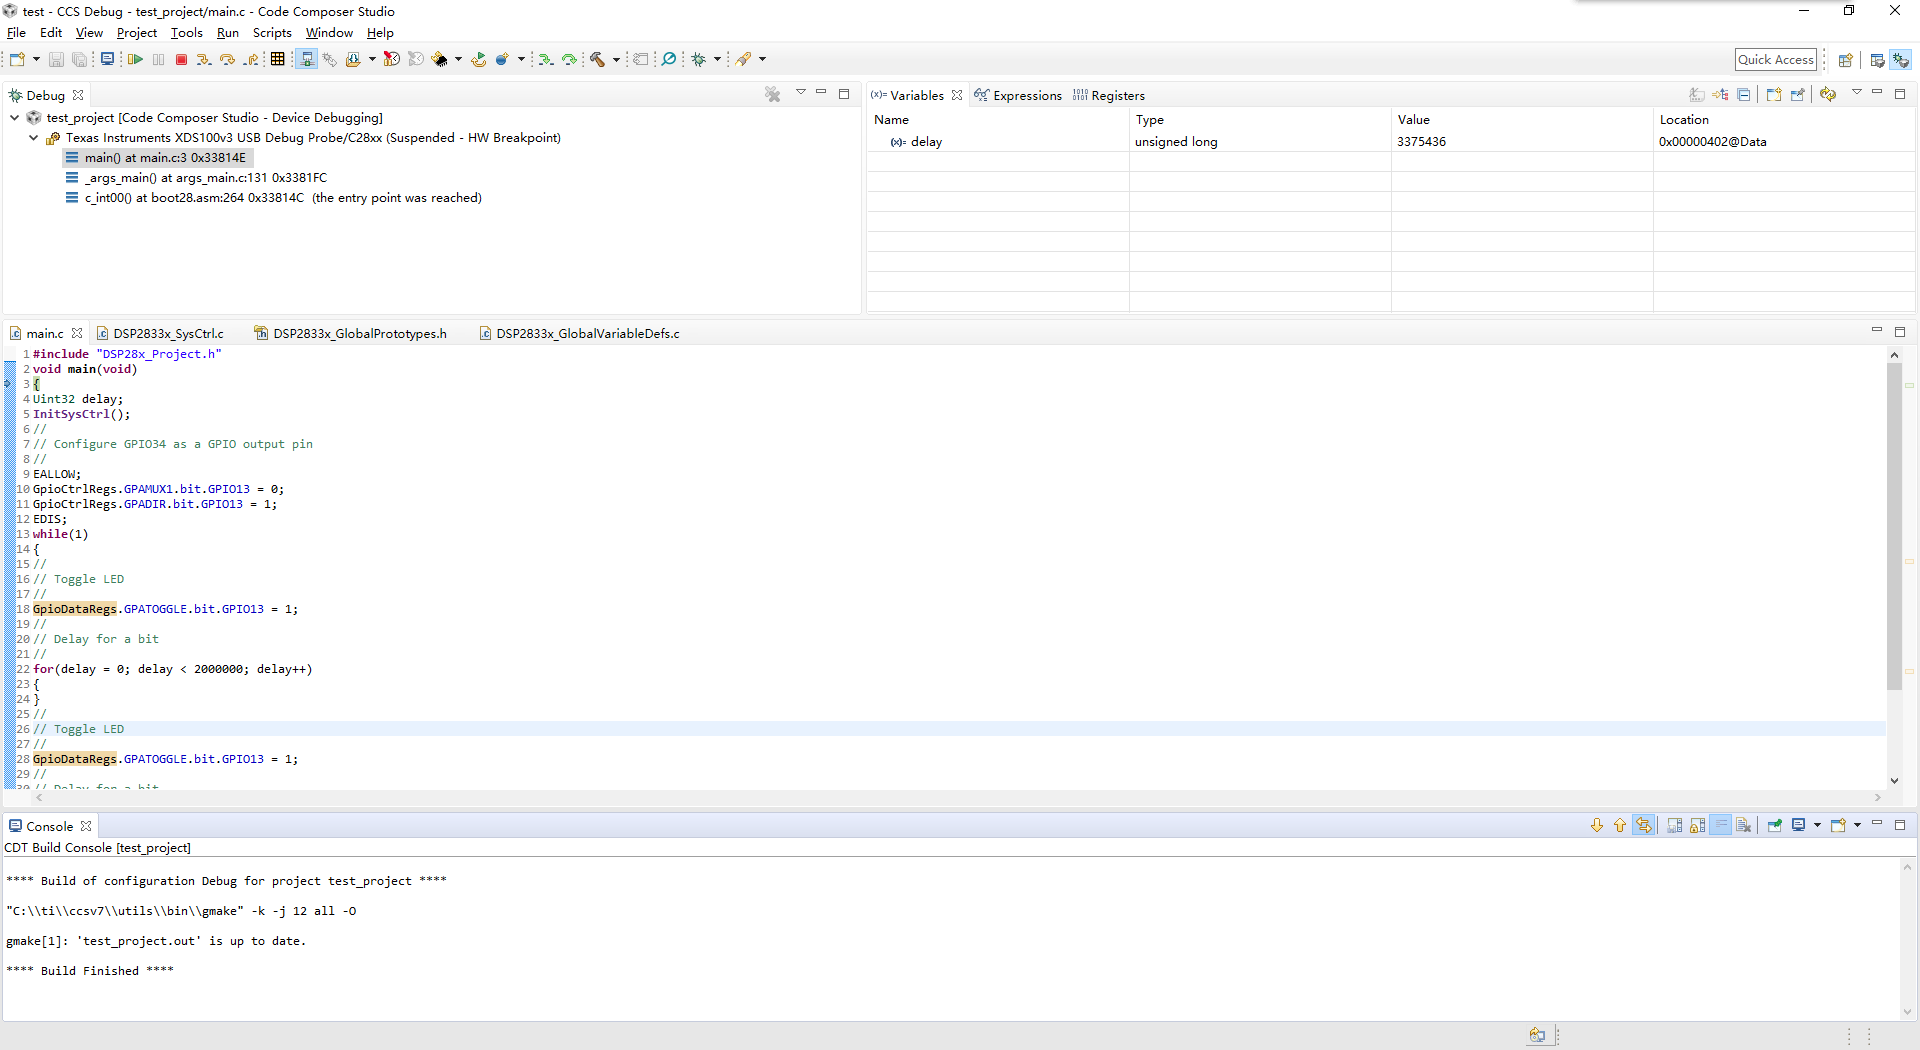 test - CCS Debug - test_project/main.c - Code Composer Studio
File Edit View Project Tools Run Scripts Window Help
Quick Access
Debug
test_project [Code Composer Studio - Device Debugging]
Texas Instruments XDS100v3 USB Debug Probe/C28xx (Suspended - HW Breakpoint)
main() at main.c:3 0x33814E
_args_main() at args_main.c:131 0x3381FC
c_int00() at boot28.asm:264 0x33814C (the entry point was reached)
(x)= Variables Expressions Registers
Name Type Value Location
(x)= delay unsigned long 3375436 0x00000402@Data
main.c DSP2833x_SysCtrl.c DSP2833x_GlobalPrototypes.h DSP2833x_GlobalVariableDefs.c
1 #include "DSP28x_Project.h"
2 void main(void)
3 {
4 Uint32 delay;
5 InitSysCtrl();
6 //
7 // Configure GPIO34 as a GPIO output pin
8 //
9 EALLOW;
10 GpioCtrlRegs.GPAMUX1.bit.GPIO13 = 0;
11 GpioCtrlRegs.GPADIR.bit.GPIO13 = 1;
12 EDIS;
13 while(1)
14 {
15 //
16 // Toggle LED
17 //
18 GpioDataRegs.GPATOGGLE.bit.GPIO13 = 1;
19 //
20 // Delay for a bit
21 //
22 for(delay = 0; delay < 2000000; delay++)
23 {
24 }
25 //
26 // Toggle LED
27 //
28 GpioDataRegs.GPATOGGLE.bit.GPIO13 = 1;
29 //
30 // Delay for a bit
Console
CDT Build Console [test_project]
**** Build of configuration Debug for project test_project ****
"C:\\ti\\ccsv7\\utils\\bin\\gmake" -k -j 12 all -O
gmake[1]: 'test_project.out' is up to date.
**** Build Finished ****